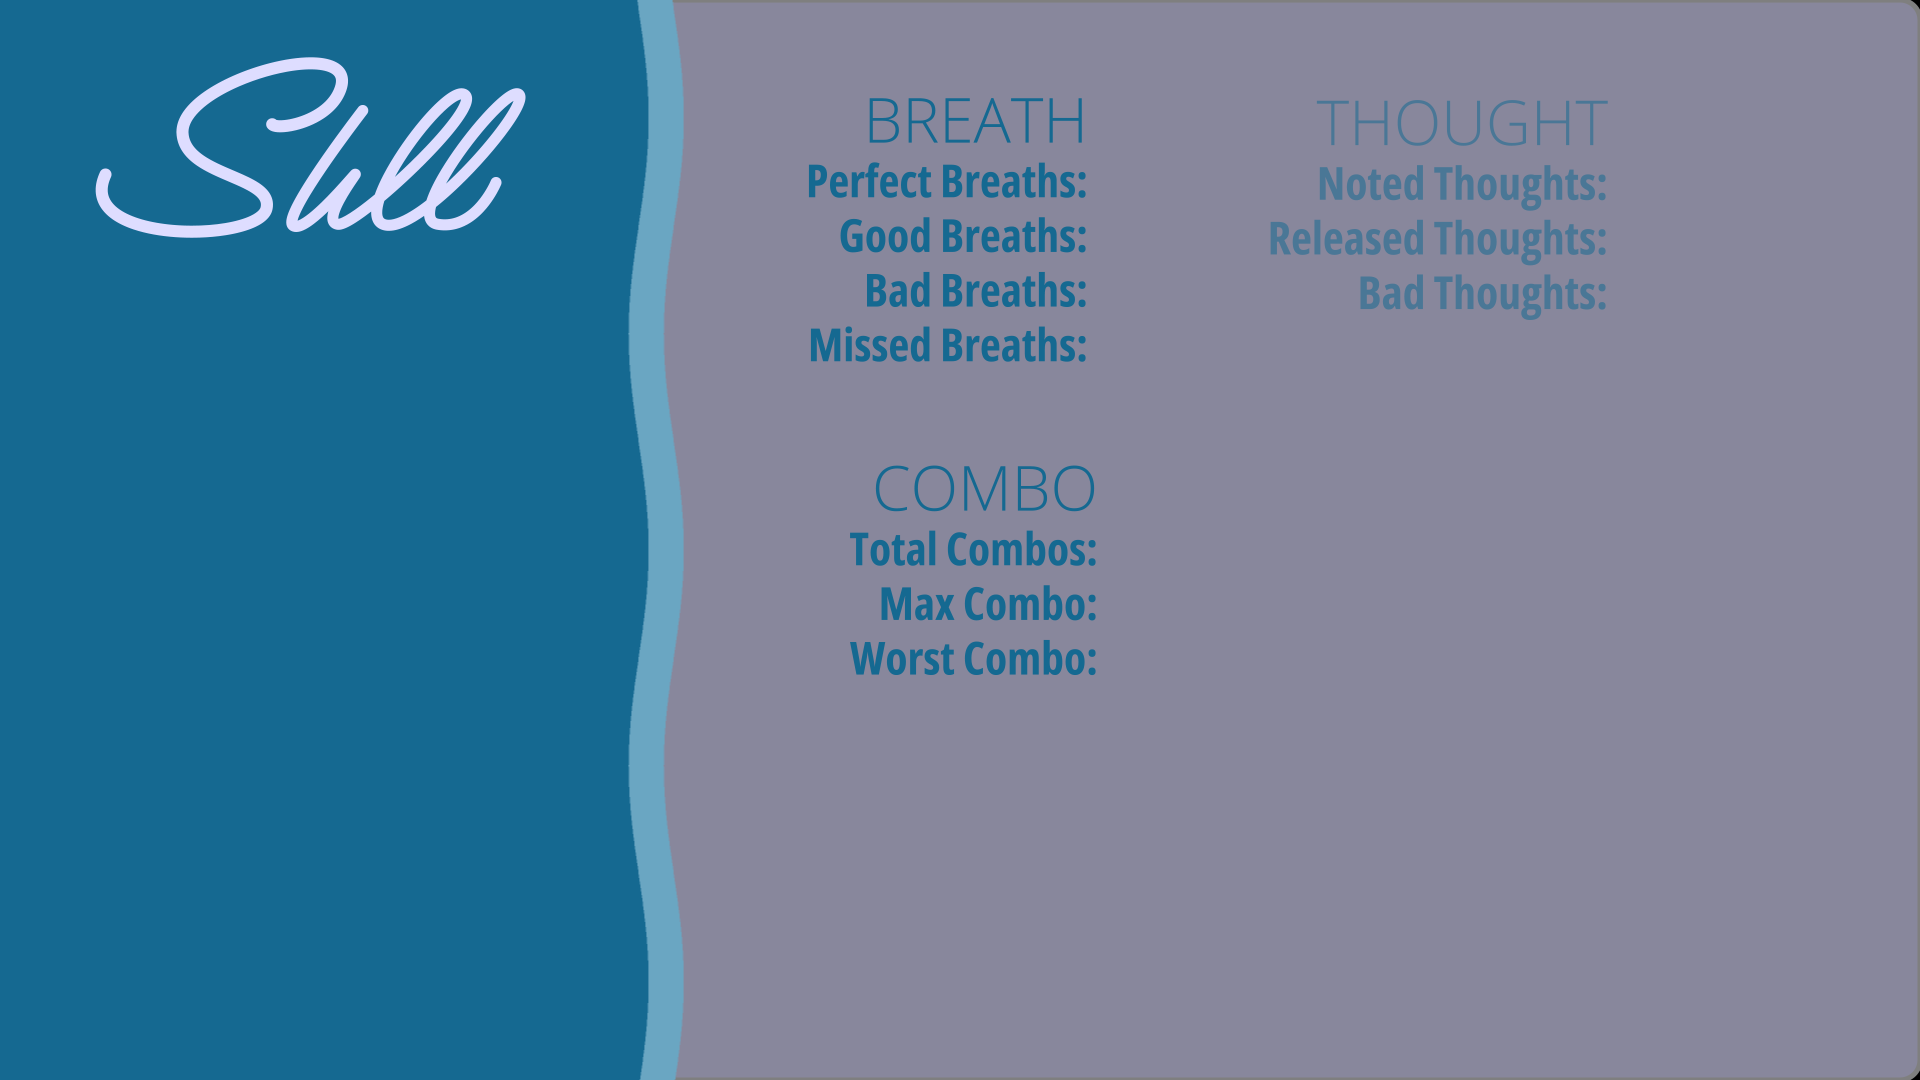 Still
BREATH
Perfect Breaths:
Good Breaths:
Bad Breaths:
Missed Breaths:
THOUGHT
Noted Thoughts:
Released Thoughts:
Bad Thoughts:
COMBO
Total Combos:
Max Combo:
Worst Combo: